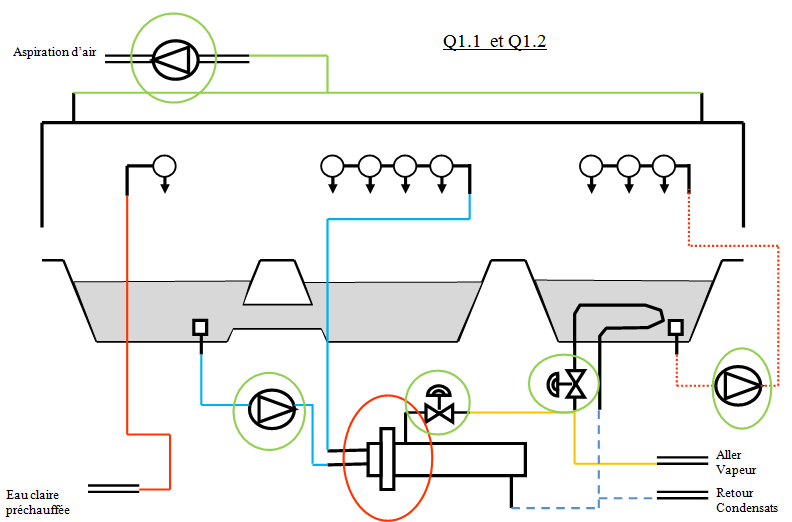 Q1.1 et Q1.2
Aspiration d'air
Aller
Vapeur
Eau claire
préchauffée
Retour
Condensats